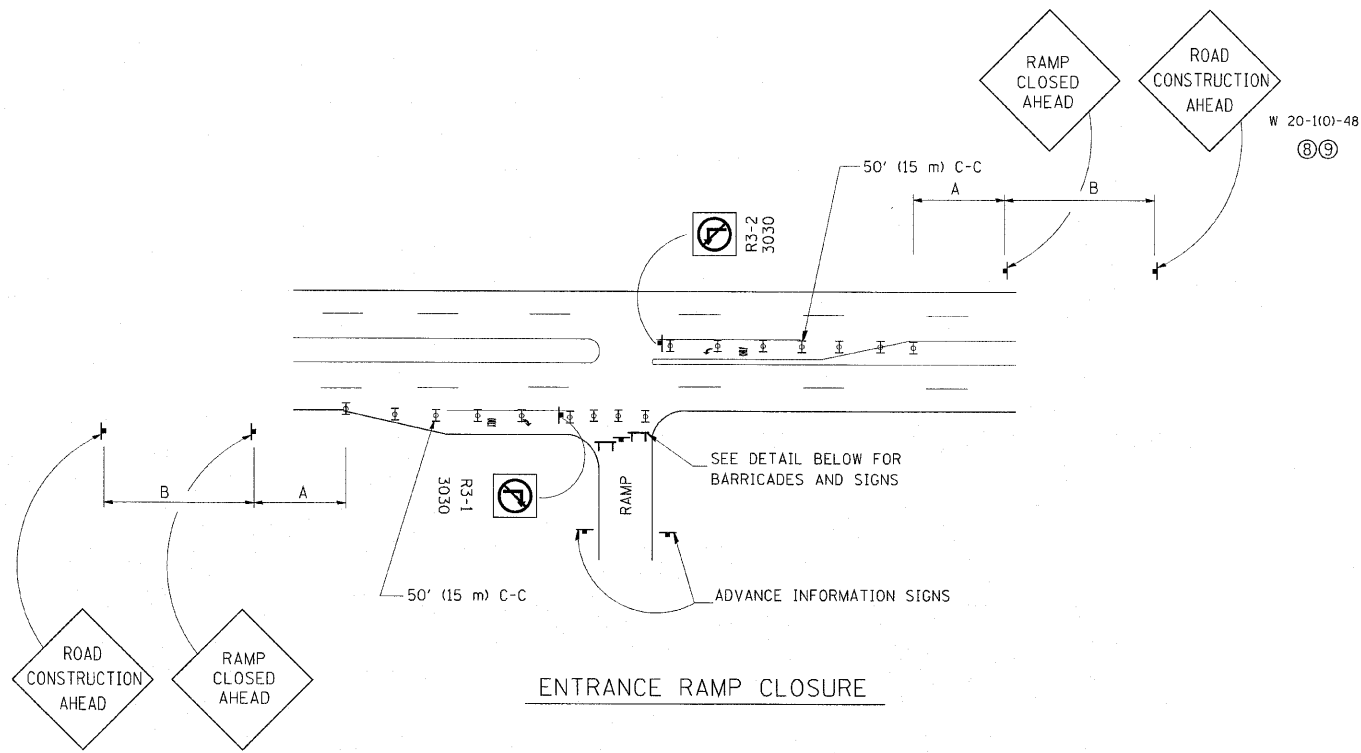 RAMP
CLOSED
AHEAD
ROAD
CONSTRUCTION
AHEAD
W 20-1(O)-48
⑧⑨
50' (15 m) C-C
A
B
R3-2
3030
SEE DETAIL BELOW FOR
BARRICADES AND SIGNS
B
A
R3-1
3030
RAMP
50' (15 m) C-C
ADVANCE INFORMATION SIGNS
ROAD
CONSTRUCTION
AHEAD
RAMP
CLOSED
AHEAD
ENTRANCE RAMP CLOSURE